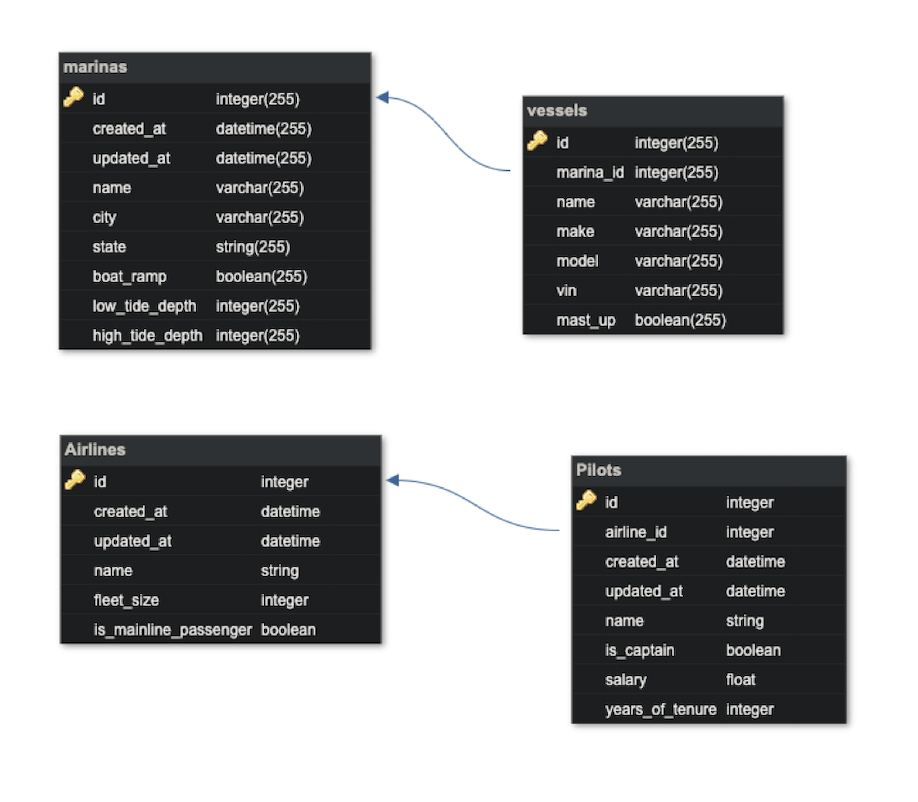 marinas
id integer(255)
created_at datetime(255)
updated_at datetime(255)
name varchar(255)
city varchar(255)
state string(255)
boat_ramp boolean(255)
low_tide_depth integer(255)
high_tide_depth integer(255)
vessels
id integer(255)
marina_id integer(255)
name varchar(255)
make varchar(255)
model varchar(255)
vin varchar(255)
mast_up boolean(255)
Airlines
id integer
created_at datetime
updated_at datetime
name string
fleet_size integer
is_mainline_passenger boolean
Pilots
id integer
airline_id integer
created_at datetime
updated_at datetime
name string
is_captain boolean
salary float
years_of_tenure integer